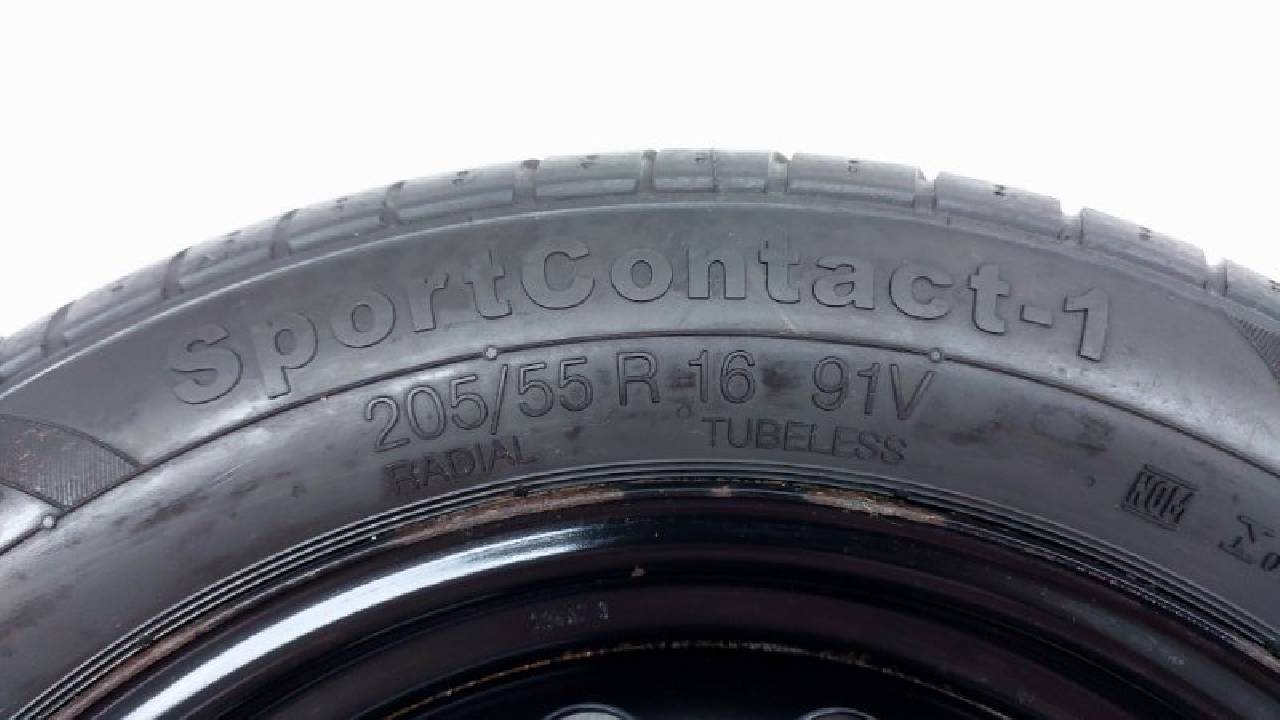 SportContact-1
205/55 R 16 91V
RADIAL TUBELESS
NOM